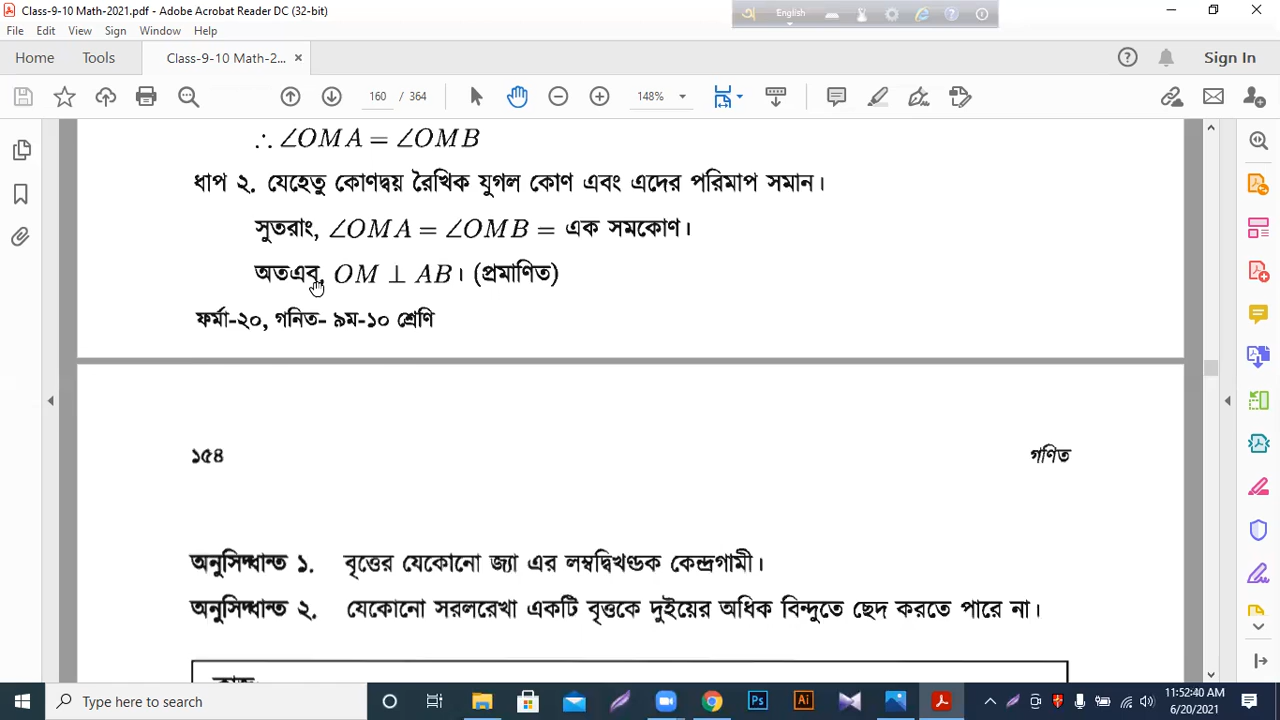 Class-9-10 Math-2021.pdf - Adobe Acrobat Reader DC (32-bit)
অ English
File Edit View Sign Window Help
Home Tools Class-9-10 Math-2... × Sign In
160 / 364 148%
∴ ∠OMA = ∠OMB
ধাপ ২. যেহেতু কোণদ্বয় রৈখিক যুগল কোণ এবং এদের পরিমাপ সমান।
সুতরাং, ∠OMA = ∠OMB = এক সমকোণ।
অতএব, OM ⊥ AB। (প্রমাণিত)
ফর্মা-২০, গনিত- ৯ম-১০ শ্রেণি
১৫৪ গণিত
অনুসিদ্ধান্ত ১. বৃত্তের যেকোনো জ্যা এর লম্বদ্বিখণ্ডক কেন্দ্রগামী।
অনুসিদ্ধান্ত ২. যেকোনো সরলরেখা একটি বৃত্তকে দুইয়ের অধিক বিন্দুতে ছেদ করতে পারে না।
Type here to search Ps Ai 11:52:40 AM
6/20/2021